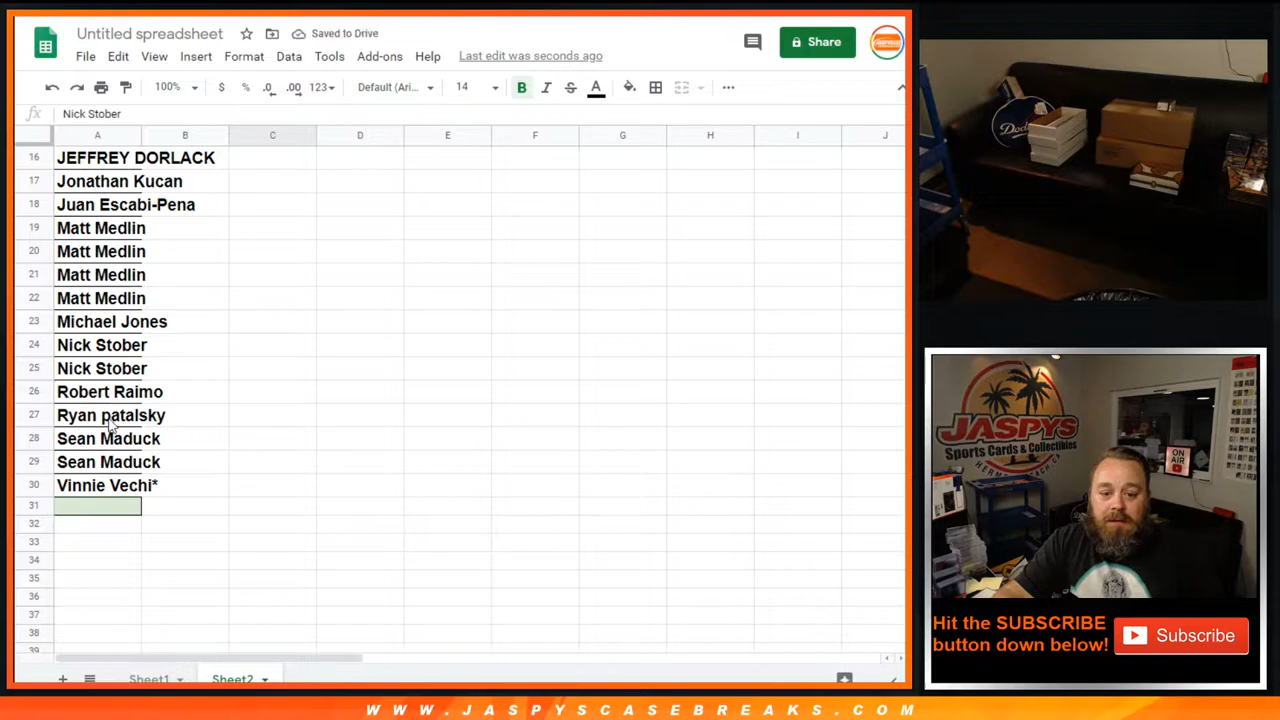 Untitled spreadsheet
Saved to Drive
File Edit View Insert Format Data Tools Add-ons Help Last edit was seconds ago
Share
100% $ % .0 .00 123 Default (Ari... 14 B I S A
fx Nick Stober
A B C D E F G H I J
16 JEFFREY DORLACK
17 Jonathan Kucan
18 Juan Escabi-Pena
19 Matt Medlin
20 Matt Medlin
21 Matt Medlin
22 Matt Medlin
23 Michael Jones
24 Nick Stober
25 Nick Stober
26 Robert Raimo
27 Ryan patalsky
28 Sean Maduck
29 Sean Maduck
30 Vinnie Vechi*
31
32
33
34
35
36
37
38
39
Sheet1 Sheet2
JASPYS
Sports Cards & Collectibles
ON AIR
Hit the SUBSCRIBE
button down below!
Subscribe
WWW.JASPYSCASEBREAKS.COM